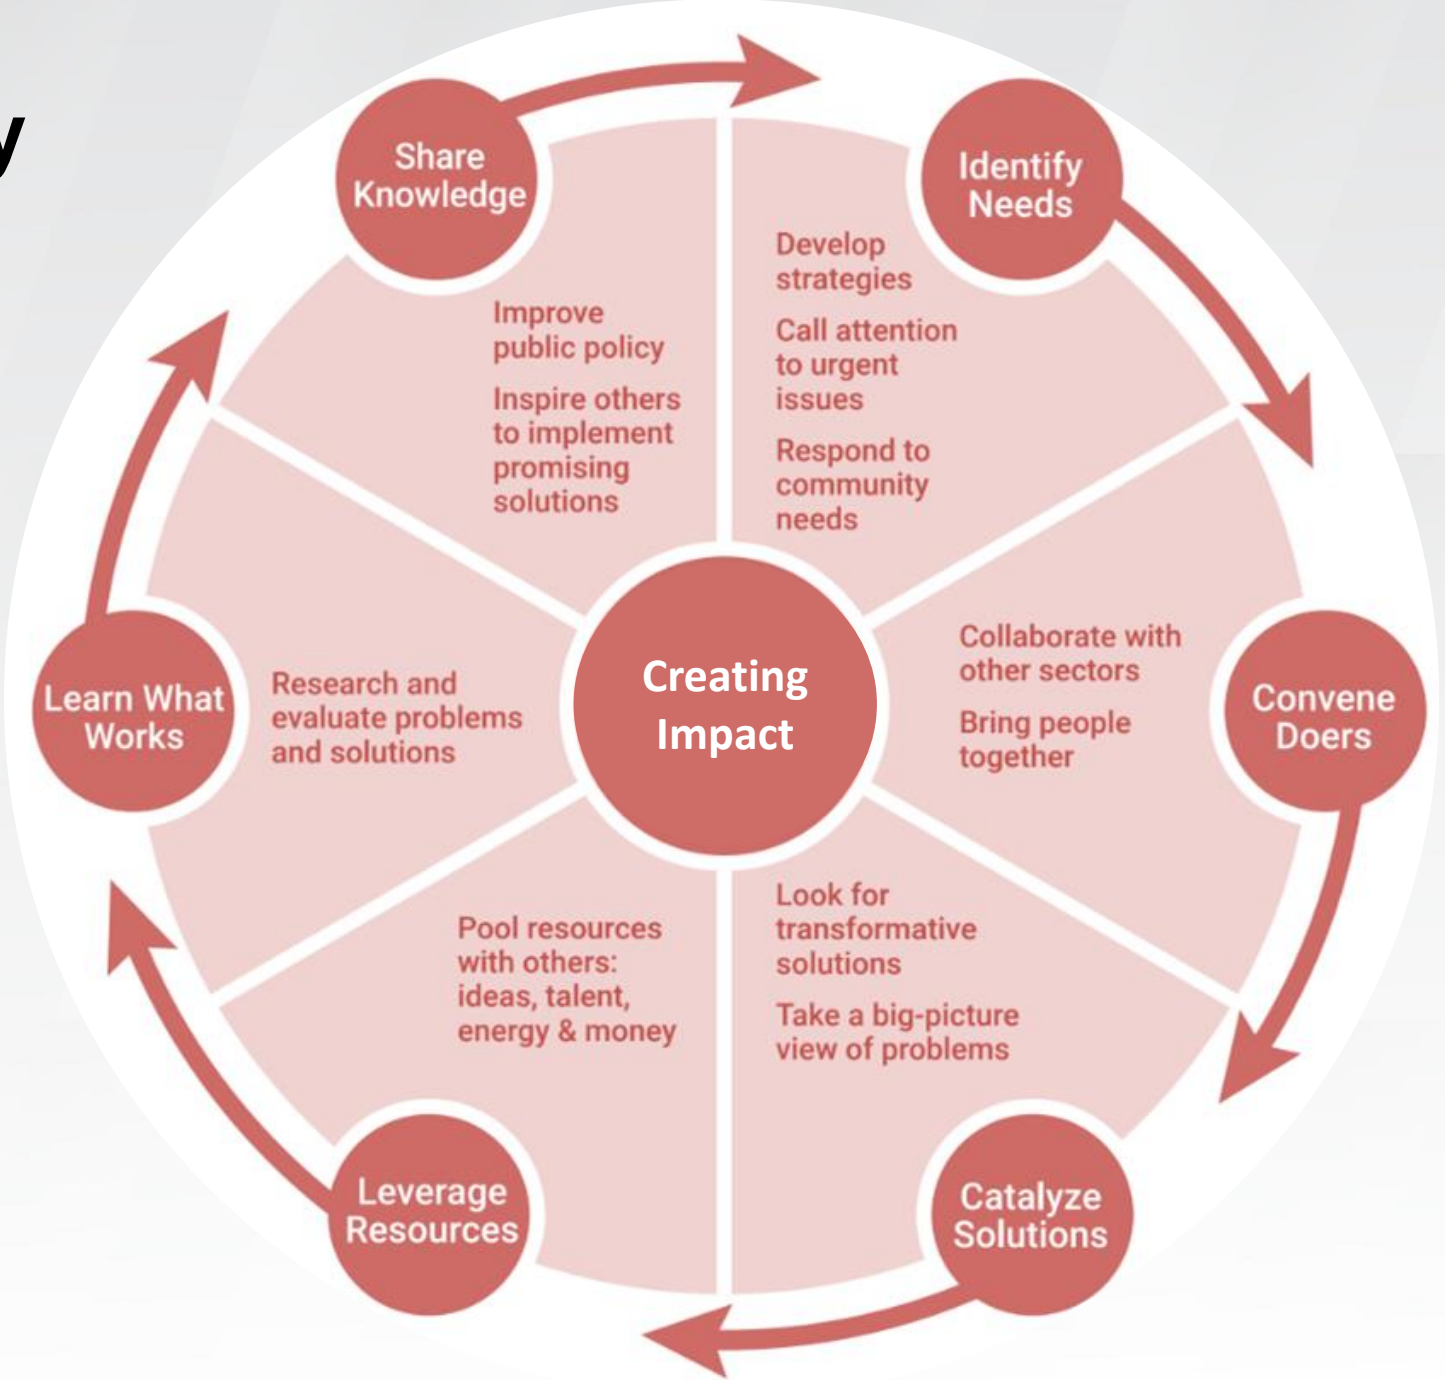 y
Share
Knowledge
Identify
Needs
Develop
strategies
Call attention
to urgent
issues
Respond to
community
needs
Improve
public policy
Inspire others
to implement
promising
solutions
Creating
Impact
Collaborate with
other sectors
Bring people
together
Convene
Doers
Learn What
Works
Research and
evaluate problems
and solutions
Look for
transformative
solutions
Take a big-picture
view of problems
Pool resources
with others:
ideas, talent,
energy & money
Leverage
Resources
Catalyze
Solutions